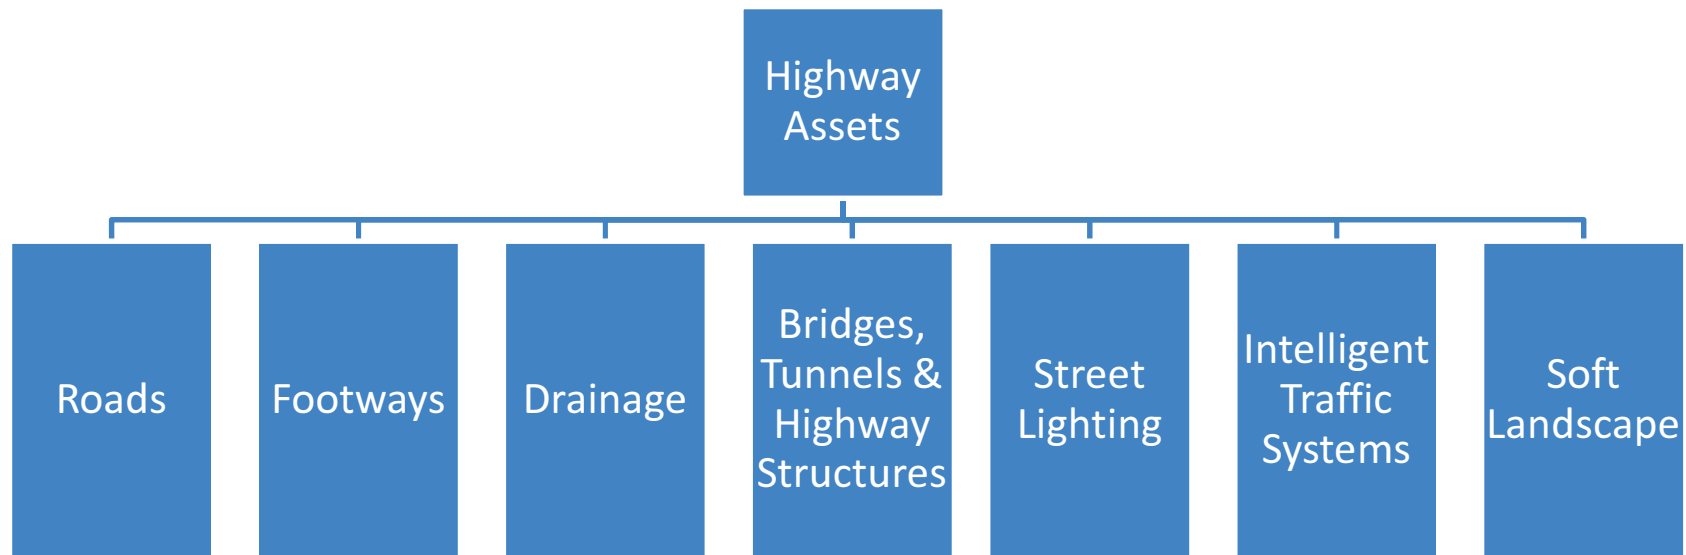 Highway
Assets
Roads
Footways
Drainage
Bridges,
Tunnels &
Highway
Structures
Street
Lighting
Intelligent
Traffic
Systems
Soft
Landscape